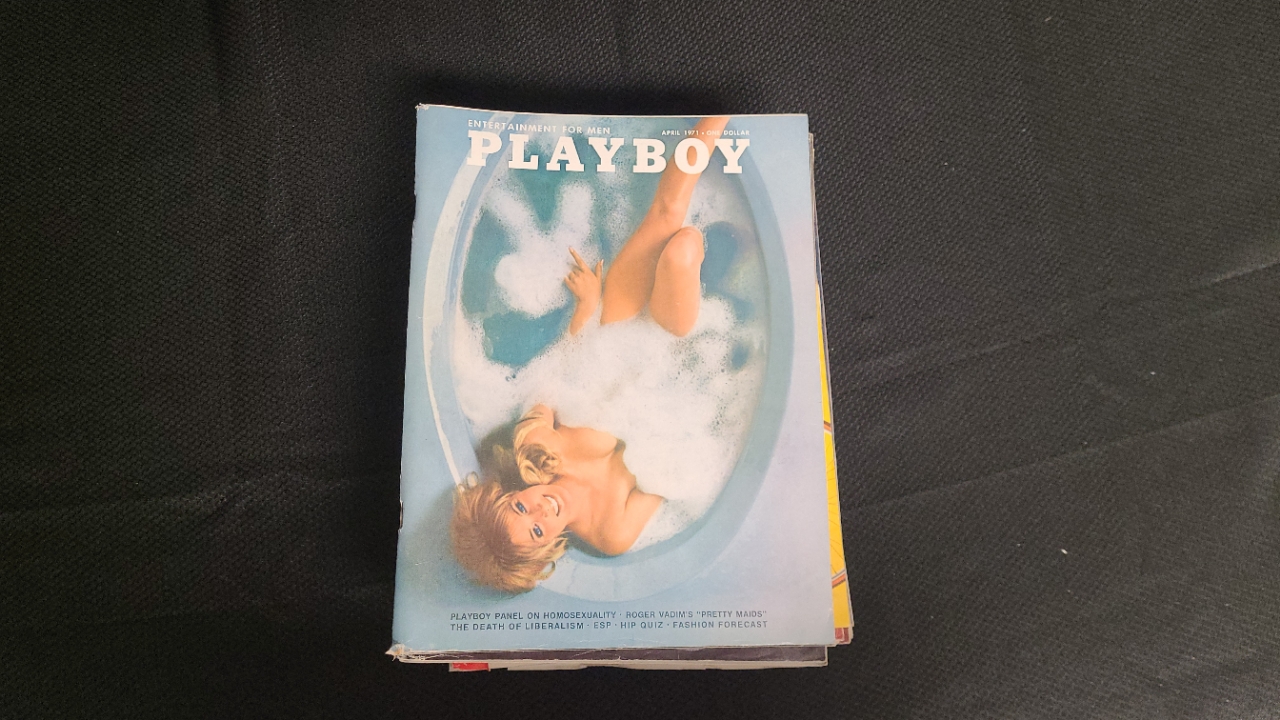 ENTERTAINMENT FOR MEN
APRIL 1971 • ONE DOLLAR
PLAYBOY
PLAYBOY PANEL ON HOMOSEXUALITY · ROGER VADIM'S "PRETTY MAIDS"
THE DEATH OF LIBERALISM · ESP · HIP QUIZ · FASHION FORECAST